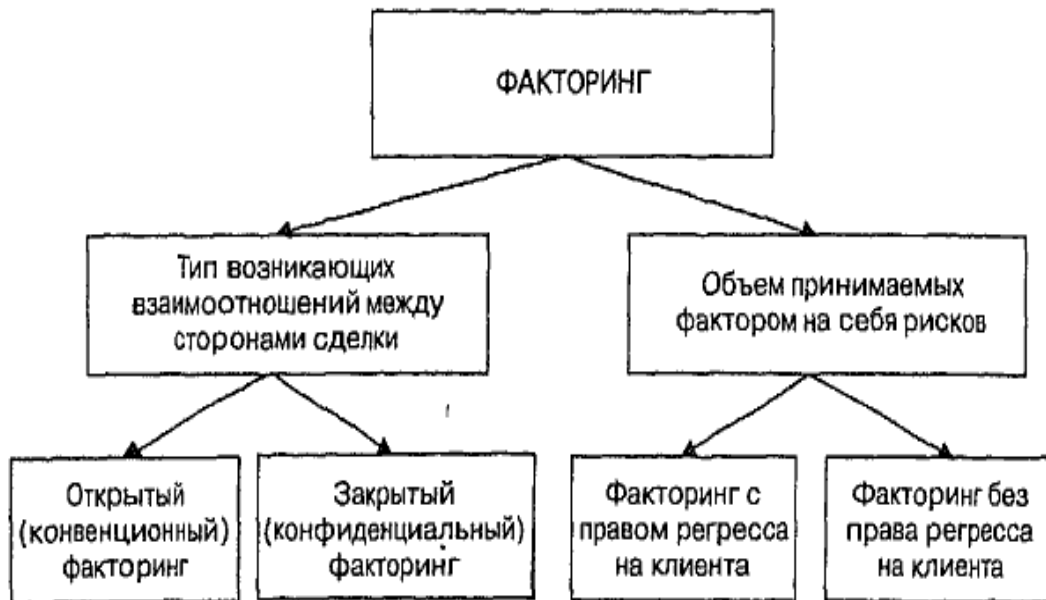 ФАКТОРИНГ
Тип возникающих
взаимоотношений между
сторонами сделки
Объем принимаемых
фактором на себя рисков
Открытый
(конвенционный)
факторинг
Закрытый
(конфиденциальный)
факторинг
Факторинг с
правом регресса
на клиента
Факторинг без
права регресса
на клиента